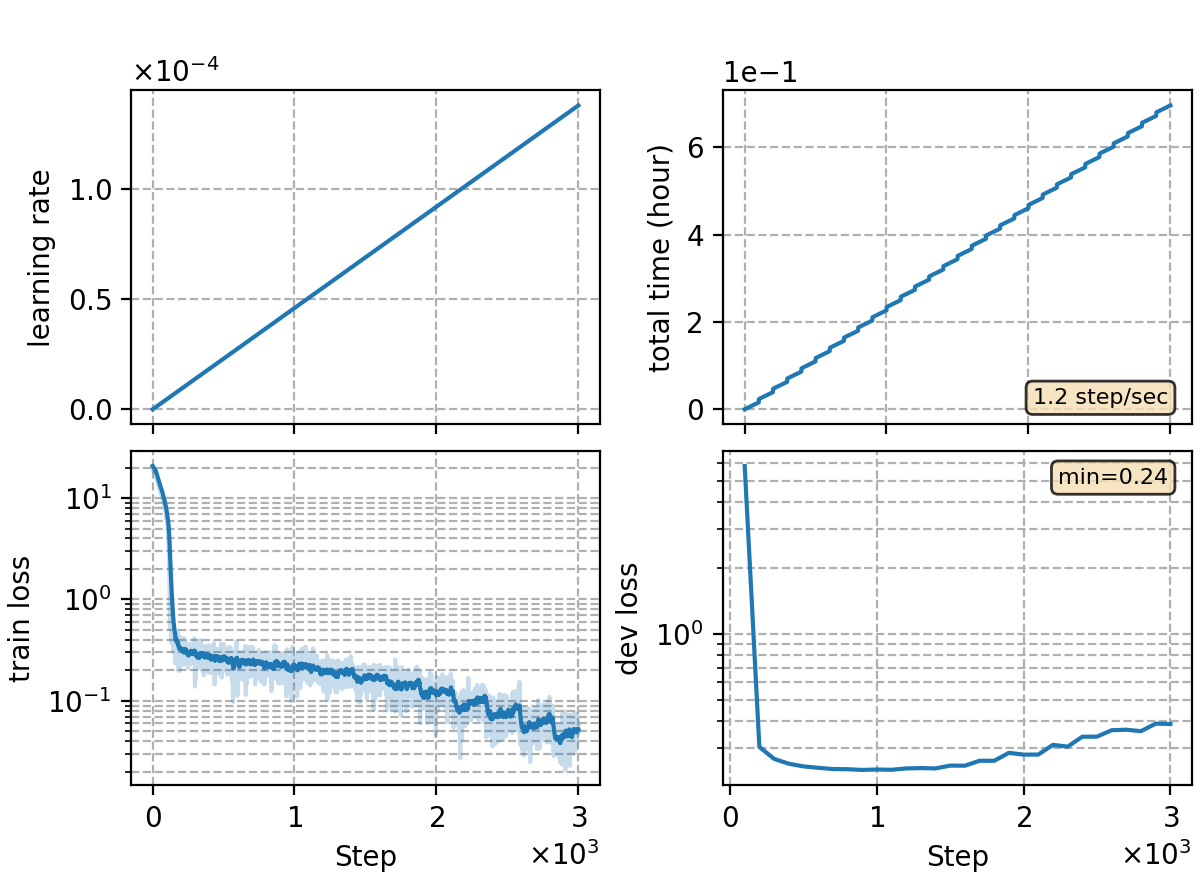 ×10⁻⁴
learning rate
1.0
0.5
0.0
1e−1
total time (hour)
6
4
2
0
1.2 step/sec
train loss
10¹
10⁰
10⁻¹
0
1
2
3
Step
×10³
dev loss
10⁰
min=0.24
0
1
2
3
Step
×10³